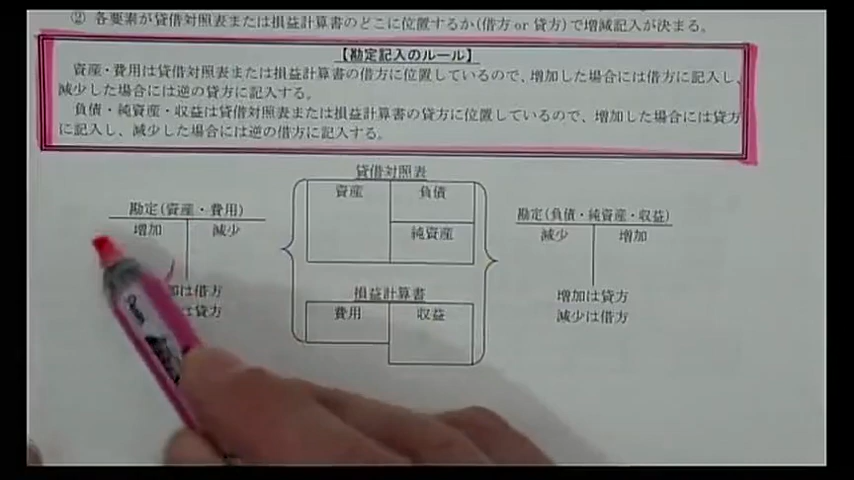 ② 各要素が貸借対照表または損益計算書のどこに位置するか(借方 or 貸方)で増減記入が決まる。
【勘定記入のルール】
資産・費用は貸借対照表または損益計算書の借方に位置しているので、増加した場合には借方に記入し、
減少した場合には逆の貸方に記入する。
負債・純資産・収益は貸借対照表または損益計算書の貸方に位置しているので、増加した場合には貸方
に記入し、減少した場合には逆の借方に記入する。
貸借対照表
資産 負債
純資産
勘定(資産・費用)
増加 減少
加は借方
は貸方
損益計算書
費用 収益
勘定(負債・純資産・収益)
減少 増加
増加は貸方
減少は借方